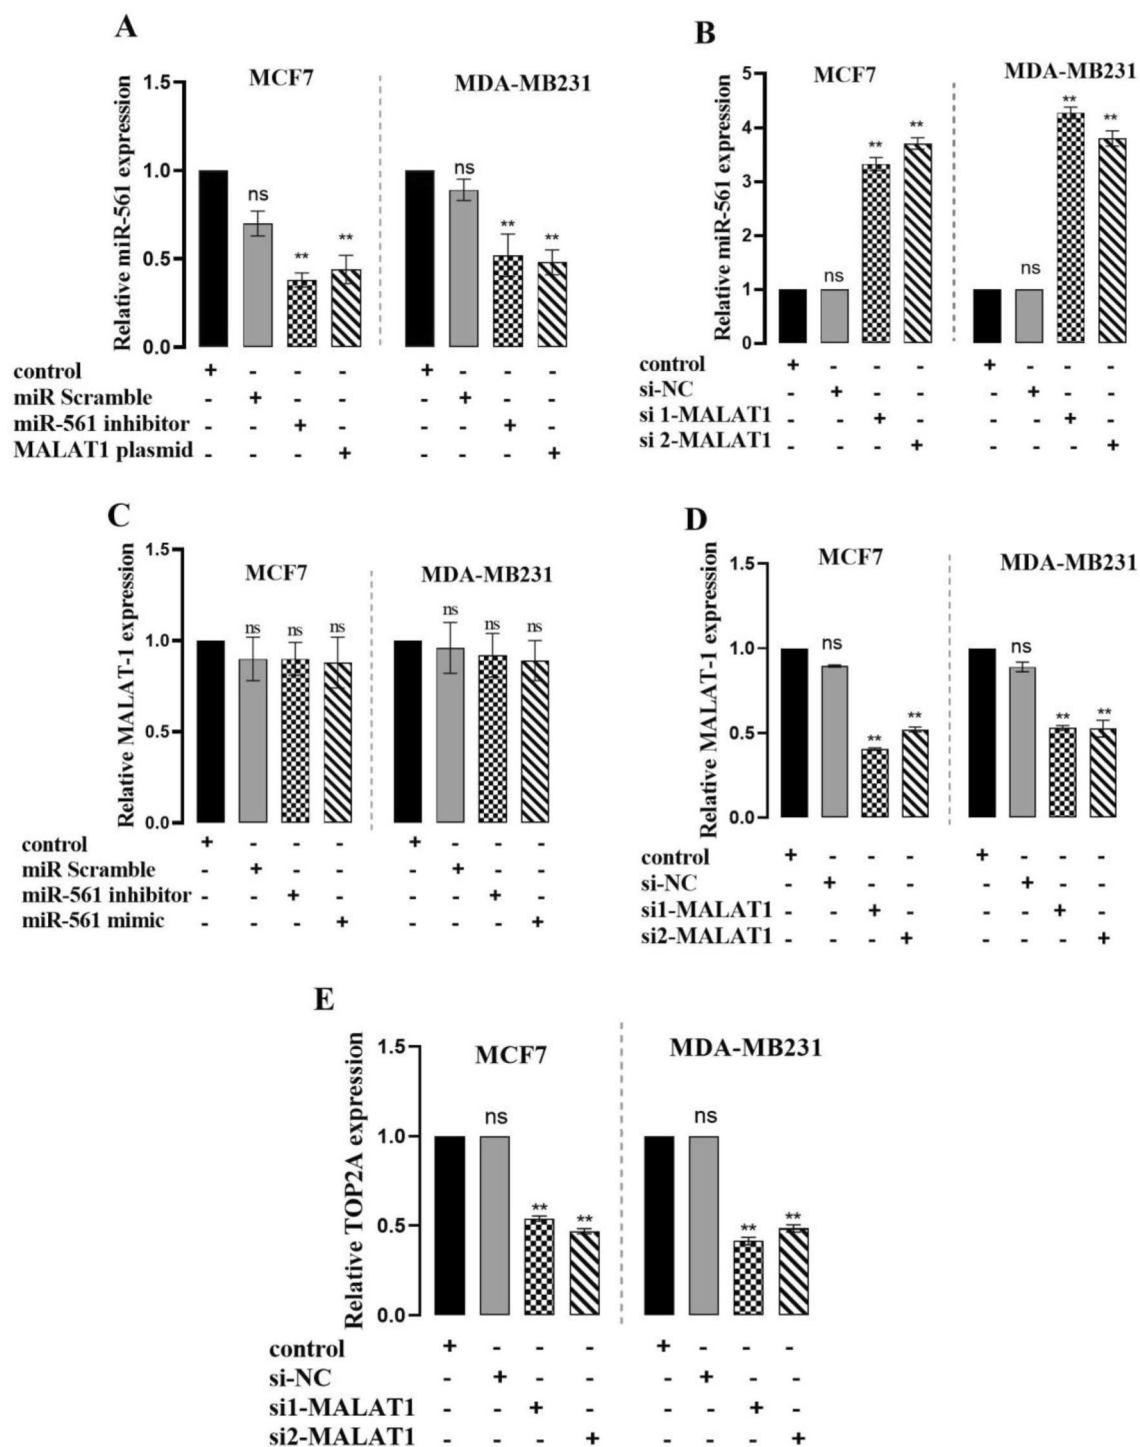 A
MCF7
MDA-MB231
Relative miR-561 expression
1.5
1.0
0.5
0.0
ns
**
**
ns
**
**
control + - - - + - - -
miR Scramble - + - - - + - -
miR-561 inhibitor - - + - - - + -
MALAT1 plasmid - - - + - - - +
B
MCF7
MDA-MB231
Relative miR-561 expression
5
4
3
2
1
0
ns
**
**
ns
**
**
control + - - - + - - -
si-NC - + - - - + - -
si 1-MALAT1 - - + - - - + -
si 2-MALAT1 - - - + - - - +
C
MCF7
MDA-MB231
Relative MALAT-1 expression
1.5
1.0
0.5
0.0
ns
ns
ns
ns
ns
ns
control + - - - + - - -
miR Scramble - + - - - + - -
miR-561 inhibitor - - + - - - + -
miR-561 mimic - - - + - - - +
D
MCF7
MDA-MB231
Relative MALAT-1 expression
1.5
1.0
0.5
0.0
ns
**
**
ns
**
**
control + - - - + - - -
si-NC - + - - - + - -
si1-MALAT1 - - + - - - + -
si2-MALAT1 - - - + - - - +
E
MCF7
MDA-MB231
Relative TOP2A expression
1.5
1.0
0.5
0.0
ns
**
**
ns
**
**
control + - - - + - - -
si-NC - + - - - + - -
si1-MALAT1 - - + - - - + -
si2-MALAT1 - - - + - - - +